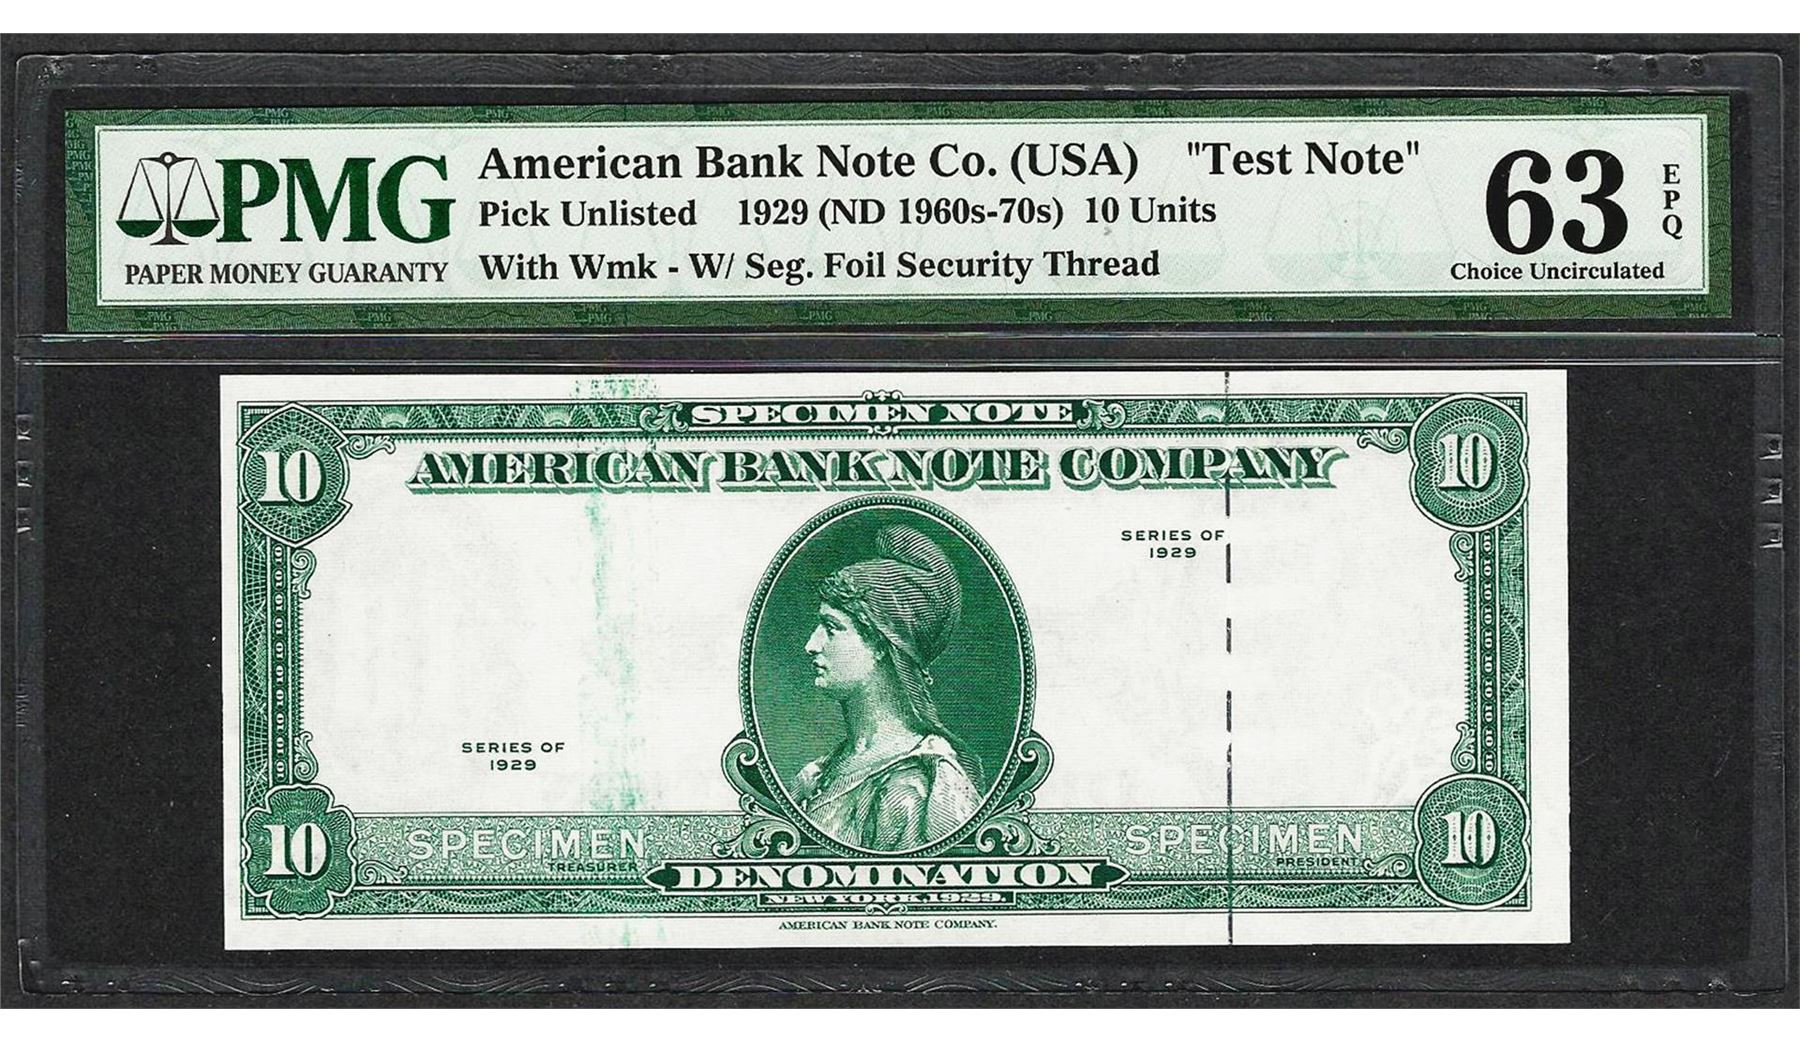 American Bank Note Co. (USA) "Test Note"
PMG
Pick Unlisted 1929 (ND 1960s-70s) 10 Units
63
EPQ
PAPER MONEY GUARANTY
With Wmk - W/ Seg. Foil Security Thread
Choice Uncirculated
SPECIMEN NOTE
10
AMERICAN BANK NOTE COMPANY
10
SERIES OF
1929
SERIES OF
1929
10
SPECIMEN
SPECIMEN
10
TREASURER
PRESIDENT
DENOMINATION
NEW YORK, 1929.
AMERICAN BANK NOTE COMPANY.